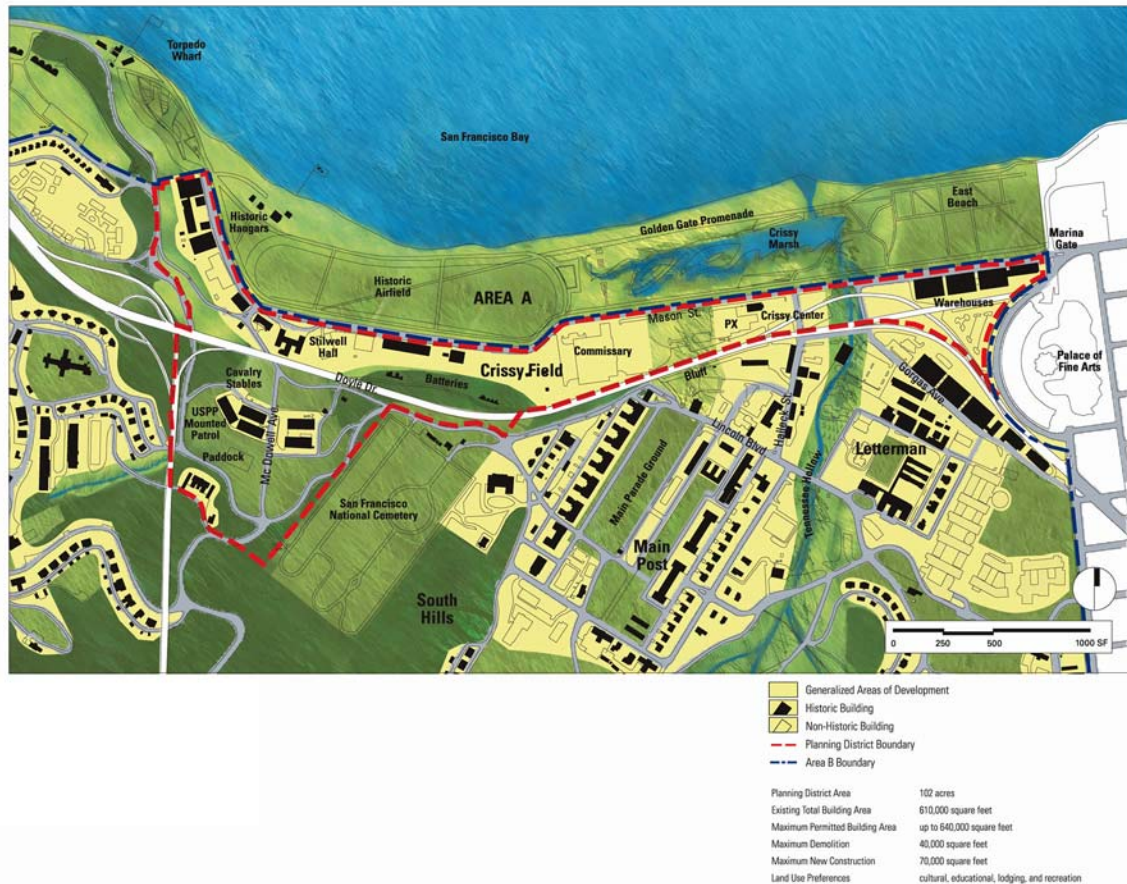 Torpedo
Wharf
San Francisco Bay
East
Beach
Golden Gate Promenade
Crissy
Marsh
Marina
Gate
Historic
Hangars
Historic
Airfield
AREA A
Mason St.
PX
Crissy Center
Warehouses
Stilwell
Hall
Commissary
Palace of
Fine Arts
Crissy Field
Batteries
Bluff
Doyle Dr
Cavalry
Stables
Gorgas Ave.
USPP
Mounted
Patrol
Mc Dowell Ave.
Halleck St.
Lincoln Blvd
Letterman
Paddock
Main Parade Ground
Tennessee Hollow
San Francisco
National Cemetery
Main
Post
South
Hills
0 250 500 1000 SF
Generalized Areas of Development
Historic Building
Non-Historic Building
Planning District Boundary
Area B Boundary
Planning District Area 102 acres
Existing Total Building Area 610,000 square feet
Maximum Permitted Building Area up to 640,000 square feet
Maximum Demolition 40,000 square feet
Maximum New Construction 70,000 square feet
Land Use Preferences cultural, educational, lodging, and recreation